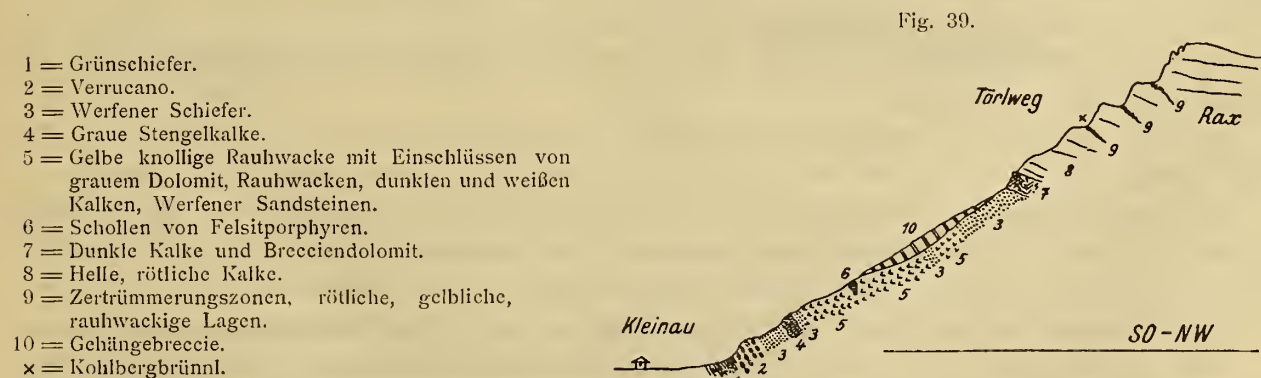 Fig. 39.
1 = Grünschiefer.
2 = Verrucano.
3 = Werfener Schiefer.
4 = Graue Stengelkalke.
5 = Gelbe knollige Rauhwacke mit Einschlüssen von
grauem Dolomit, Rauhwacken, dunklen und weißen
Kalken, Werfener Sandsteinen.
6 = Schollen von Felsitporphyren.
7 = Dunkle Kalke und Brecciendolomit.
8 = Helle, rötliche Kalke.
9 = Zertrümmerungszonen, rötliche, gelbliche,
rauhwackige Lagen.
10 = Gehängebreccie.
× = Kohlbergbrünnl.
Törlweg
×
9
Rax
9
9
8
7
10
3
5
6
3
5
Kleinau
5
3
4
3
2
SO-NW